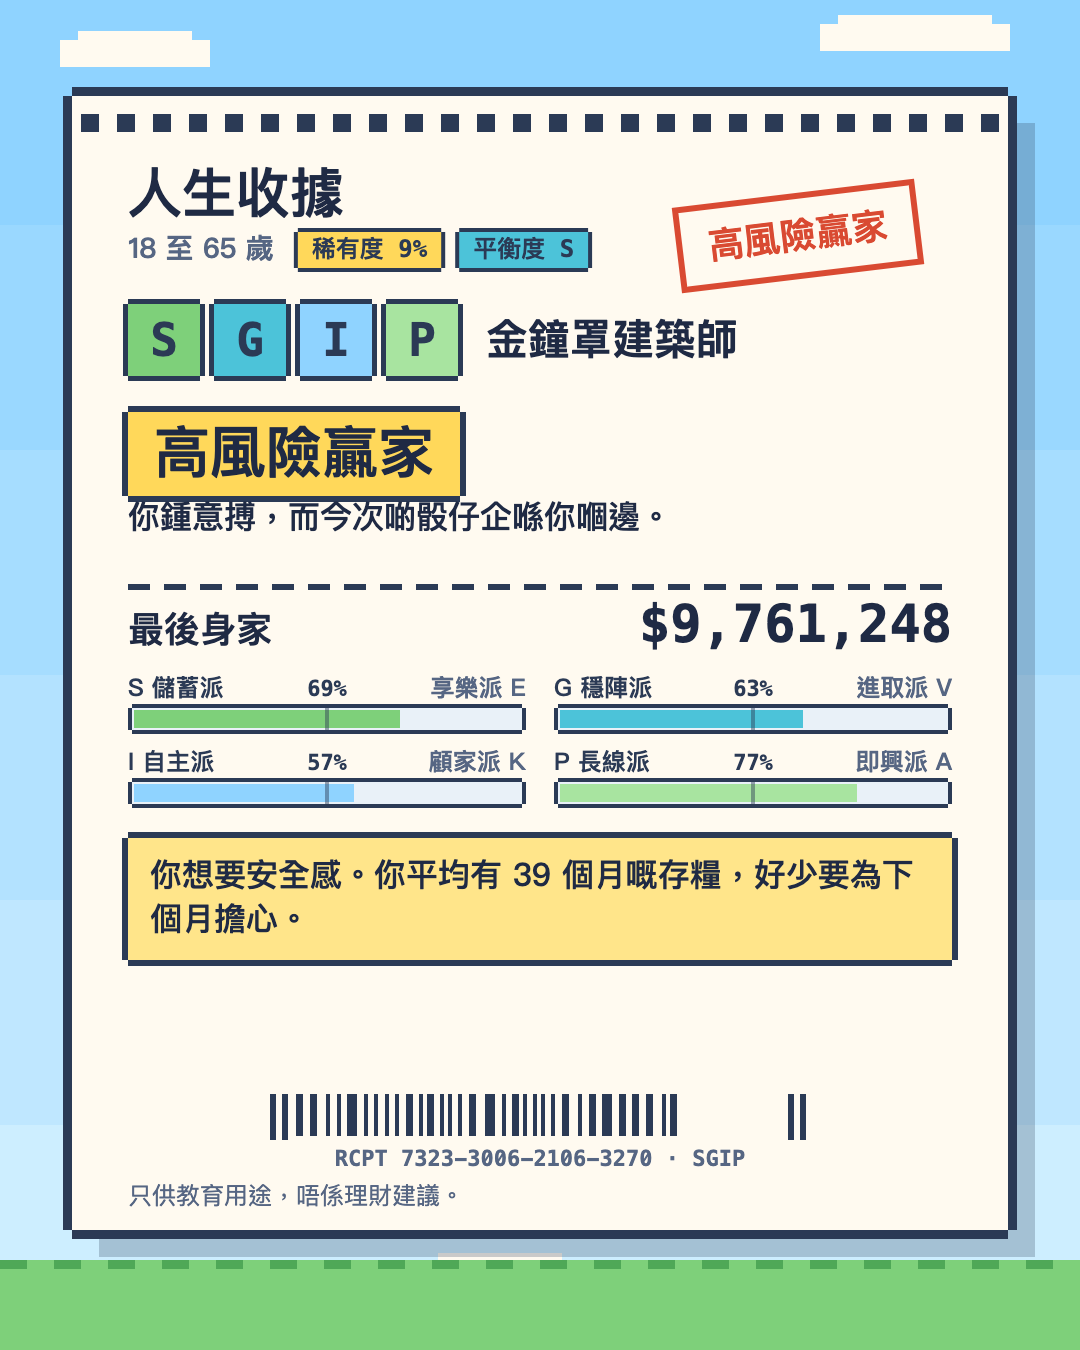 人生收據
18 至 65 歲 稀有度 9% 平衡度 S
高風險贏家
S G I P 金鐘罩建築師
高風險贏家
你鍾意搏，而今次啲骰仔企喺你嗰邊。
最後身家 $9,761,248
S 儲蓄派 69% 享樂派 E
G 穩陣派 63% 進取派 V
I 自主派 57% 顧家派 K
P 長線派 77% 即興派 A
你想要安全感。你平均有 39 個月嘅存糧，好少要為下
個月擔心。
RCPT 7323-3006-2106-3270 · SGIP
只供教育用途，唔係理財建議。